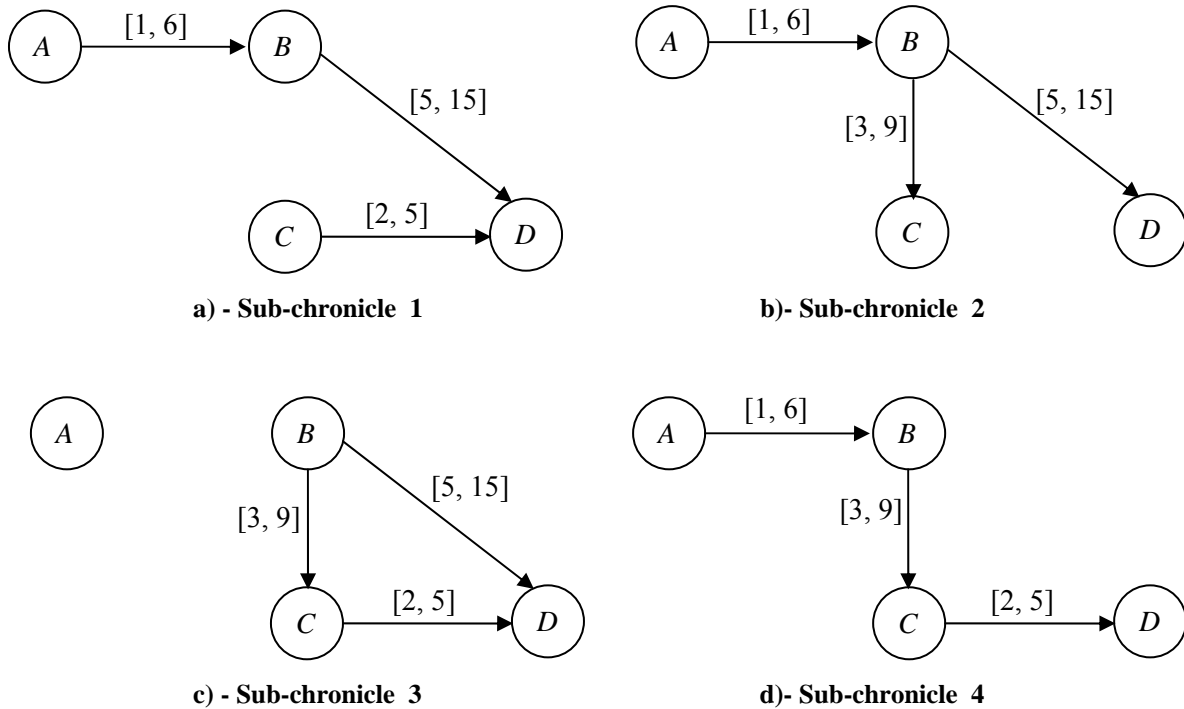 A [1, 6] B
[5, 15]
C [2, 5] D
a) - Sub-chronicle 1
A [1, 6] B
[3, 9] [5, 15]
C D
b)- Sub-chronicle 2
A B
[3, 9] [5, 15]
C [2, 5] D
c) - Sub-chronicle 3
A [1, 6] B
[3, 9]
C [2, 5] D
d)- Sub-chronicle 4